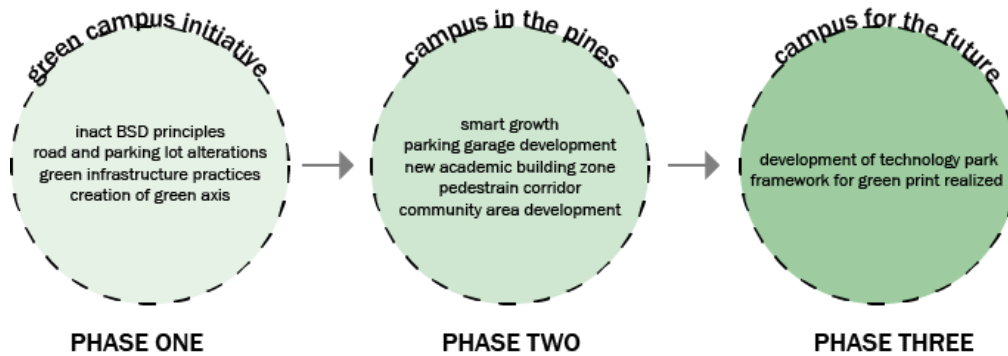 green campus initiative
inact BSD principles
road and parking lot alterations
green infrastructure practices
creation of green axis
PHASE ONE
campus in the pines
smart growth
parking garage development
new academic building zone
pedestrain corridor
community area development
PHASE TWO
campus for the future
development of technology park
framework for green print realized
PHASE THREE